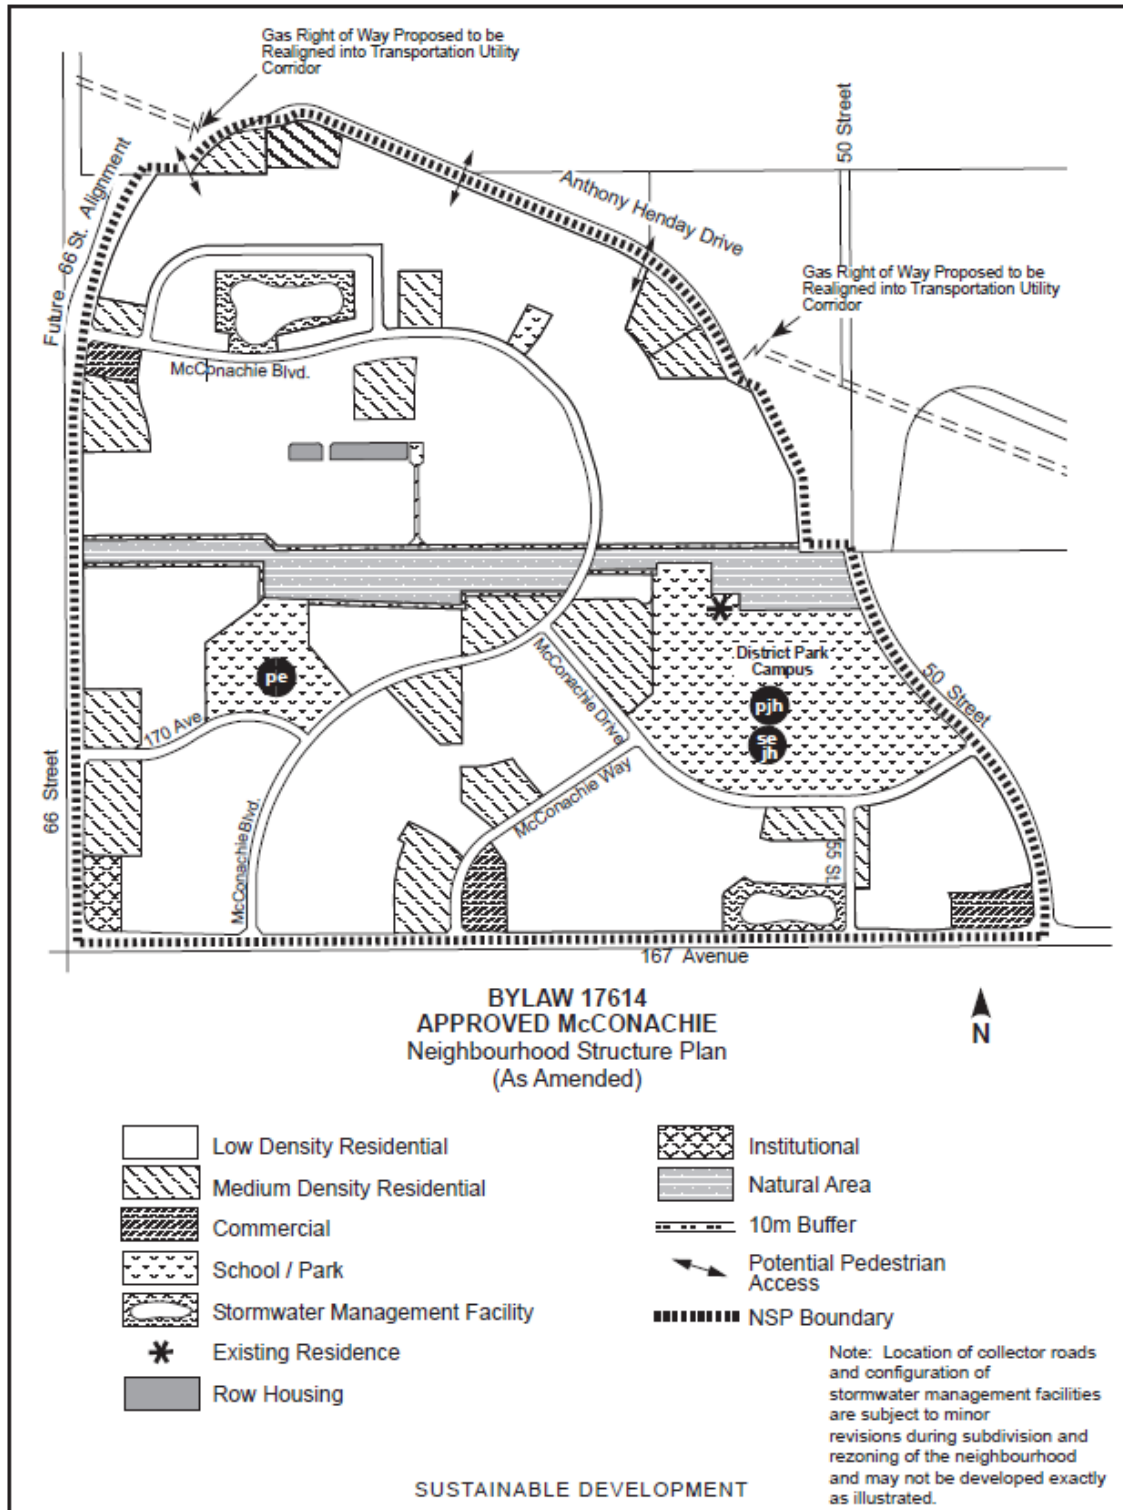 Gas Right of Way Proposed to be
Realigned into Transportation Utility
Corridor
50 Street
Future 66 St. Alignment
Anthony Henday Drive
Gas Right of Way Proposed to be
Realigned into Transportation Utility
Corridor
McConachie Blvd.
District Park
Campus
pe
pjh
se
jh
McConachie Drive
50 Street
170 Ave.
66 Street
McConachie Way
McConachie Blvd.
55 St.
167 Avenue
BYLAW 17614
APPROVED McCONACHIE
Neighbourhood Structure Plan
(As Amended)
N
Low Density Residential
Medium Density Residential
Commercial
School / Park
Stormwater Management Facility
Existing Residence
Row Housing
Institutional
Natural Area
10m Buffer
Potential Pedestrian
Access
NSP Boundary
Note: Location of collector roads
and configuration of
stormwater management facilities
are subject to minor
revisions during subdivision and
rezoning of the neighbourhood
and may not be developed exactly
as illustrated.
SUSTAINABLE DEVELOPMENT